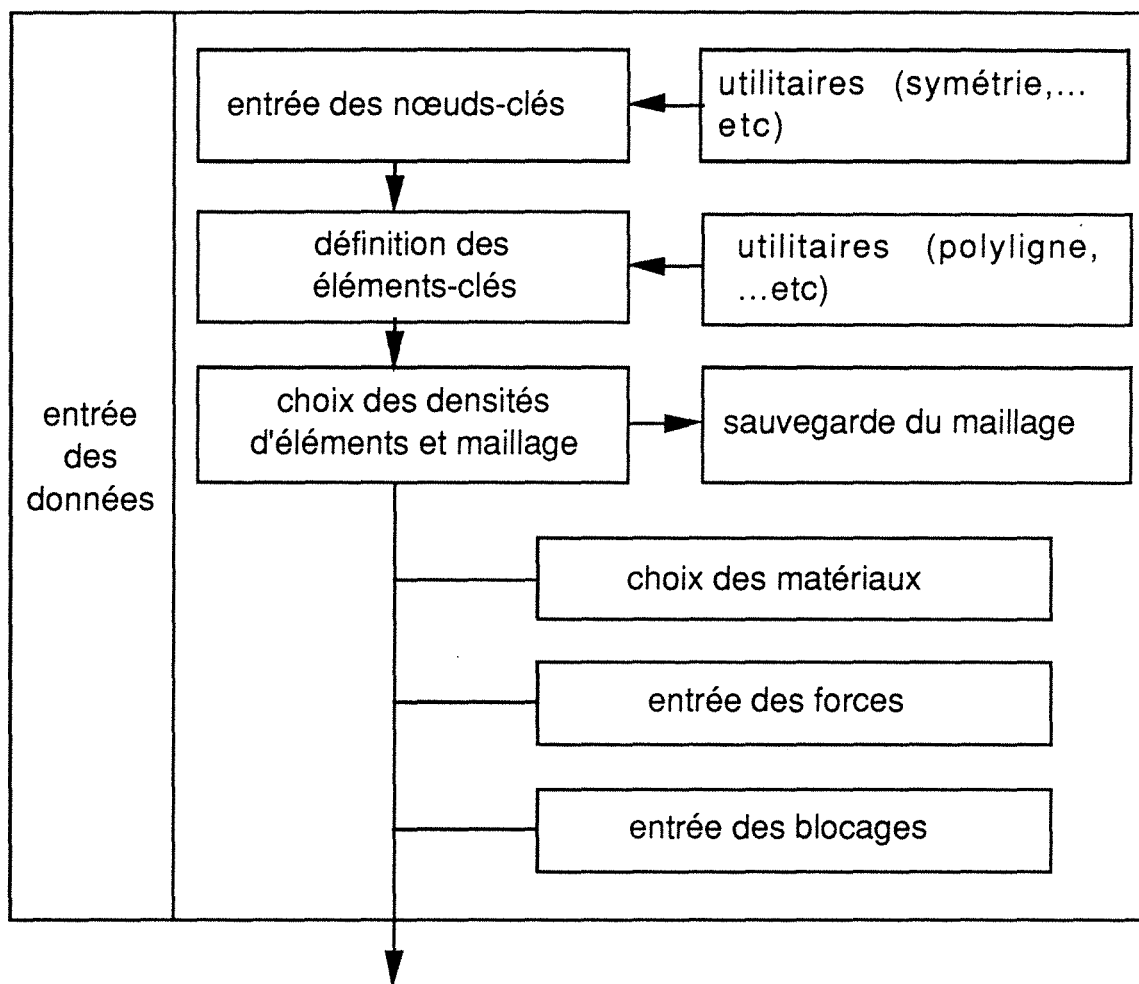 entrée des nœuds-clés
utilitaires (symétrie,...
etc)
définition des
éléments-clés
utilitaires (polyligne,
...etc)
choix des densités
d'éléments et maillage
sauvegarde du maillage
entrée
des
données
choix des matériaux
entrée des forces
entrée des blocages